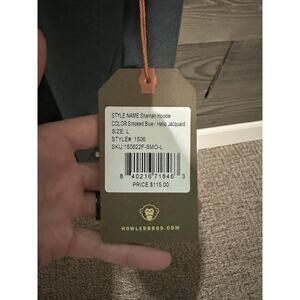 STYLE NAME:Shaman Hoodie
COLOR:Smoked Blue / Hello Jacquard
SIZE: L
STYLE#: 1506
SKU:150622F-SMO-L
8 40216 71846 3
PRICE $115.00
HOWLERBROS.COM